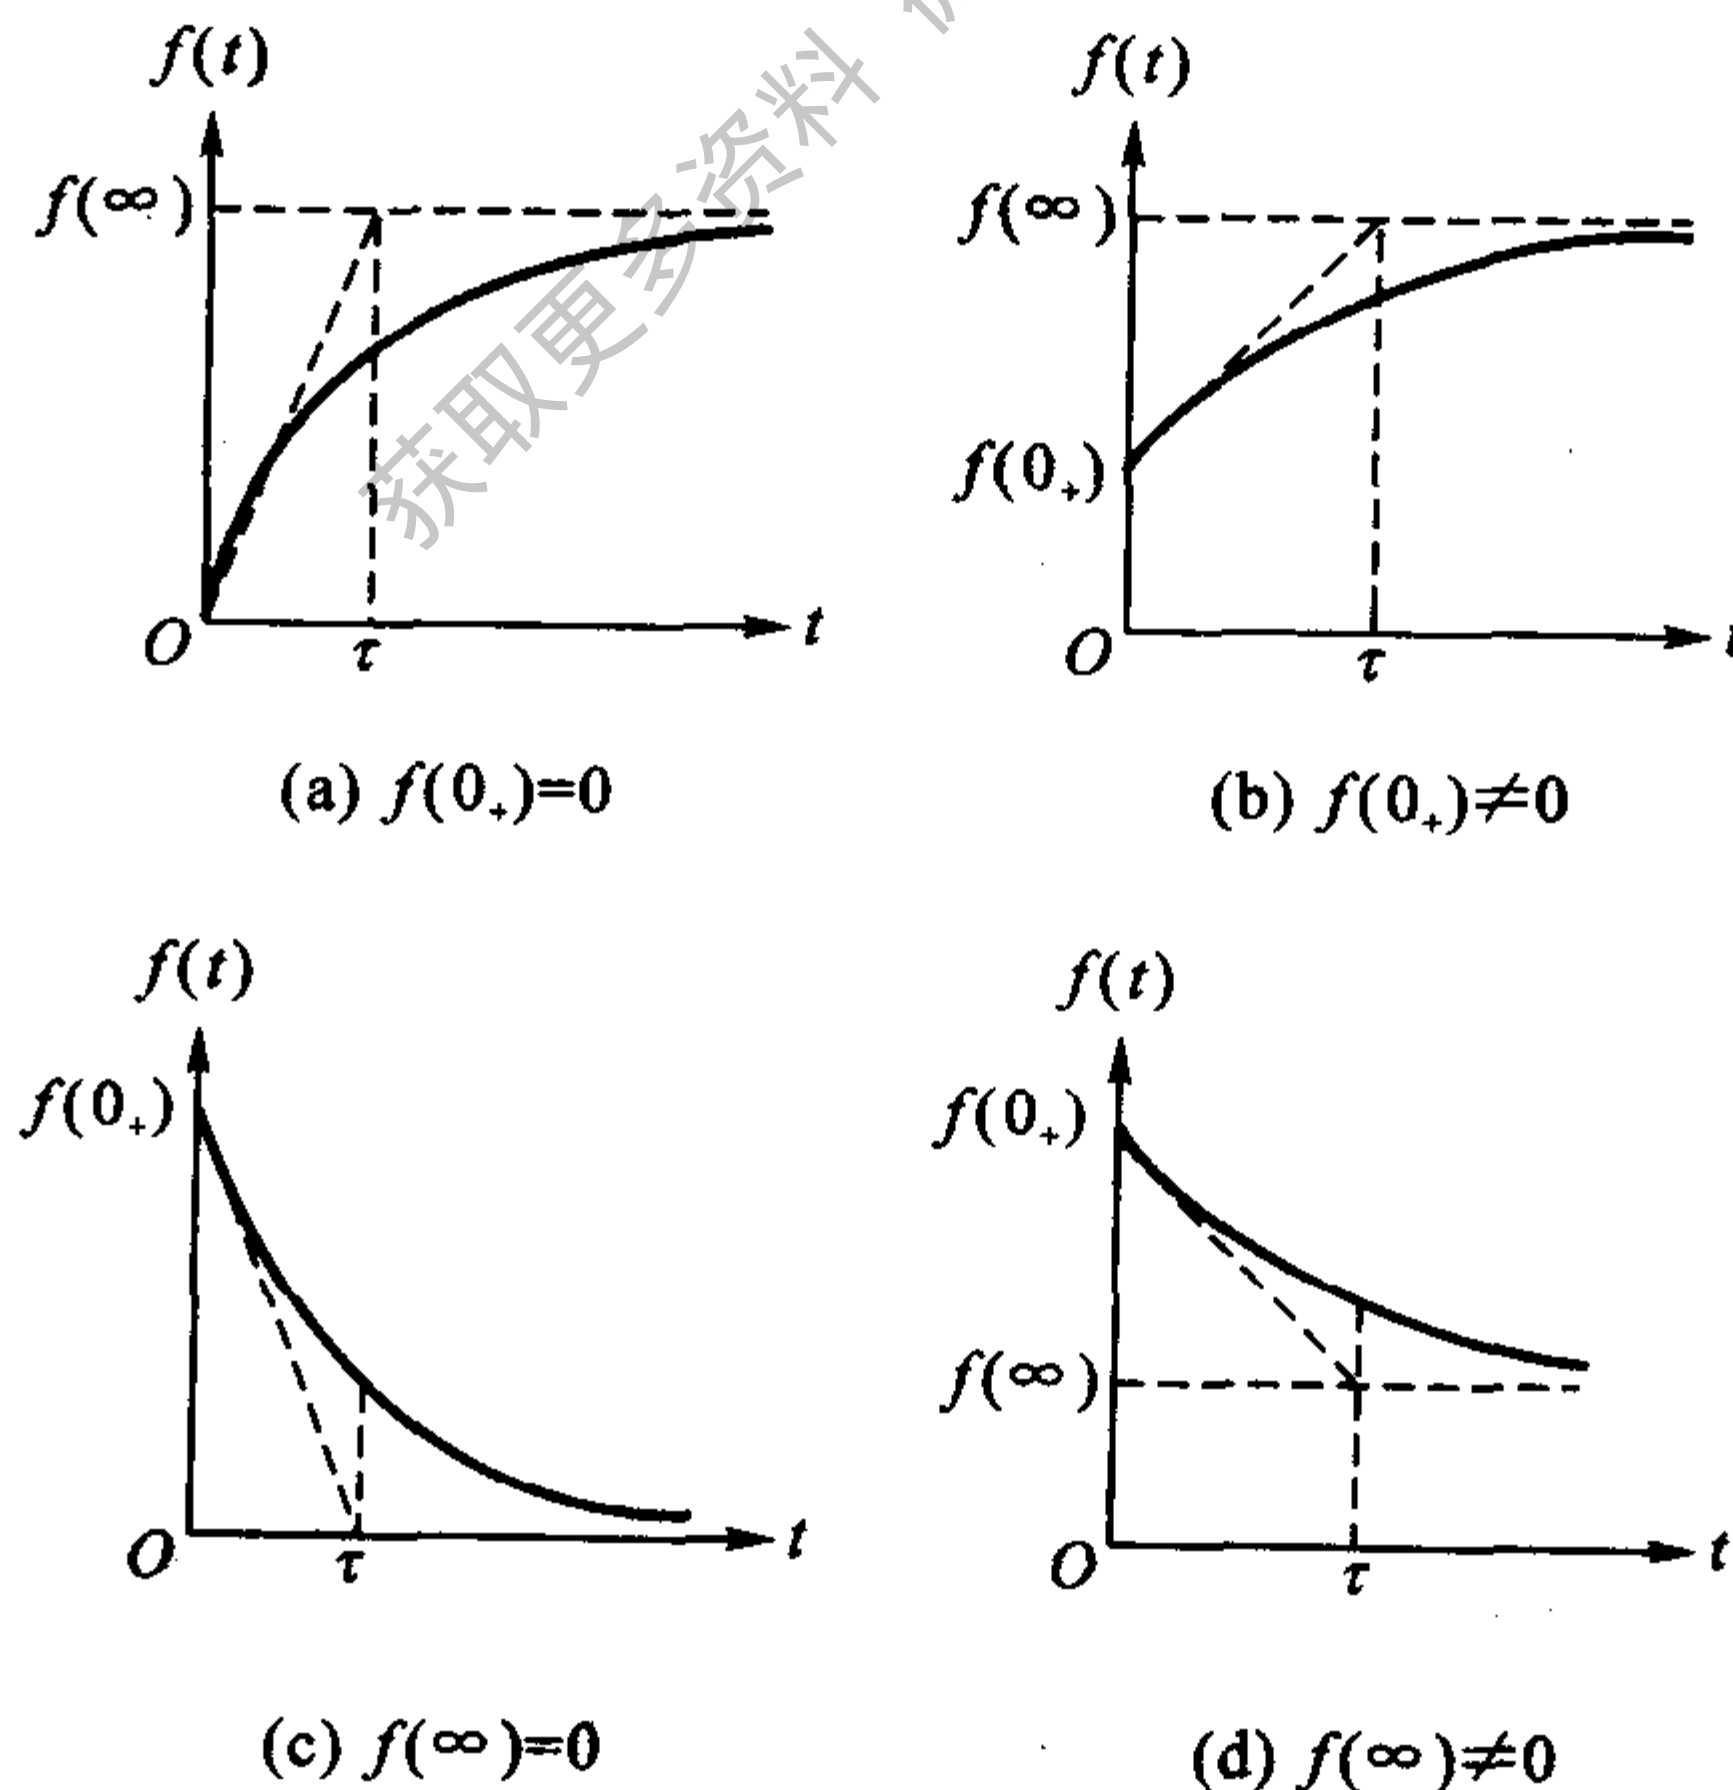 f(t)
f(∞)
O
τ
t
(a) f(0₊)=0
f(t)
f(∞)
f(0₊)
O
τ
t
(b) f(0₊)≠0
f(t)
f(0₊)
O
τ
t
(c) f(∞)=0
f(t)
f(0₊)
f(∞)
O
τ
t
(d) f(∞)≠0
获取更多资料